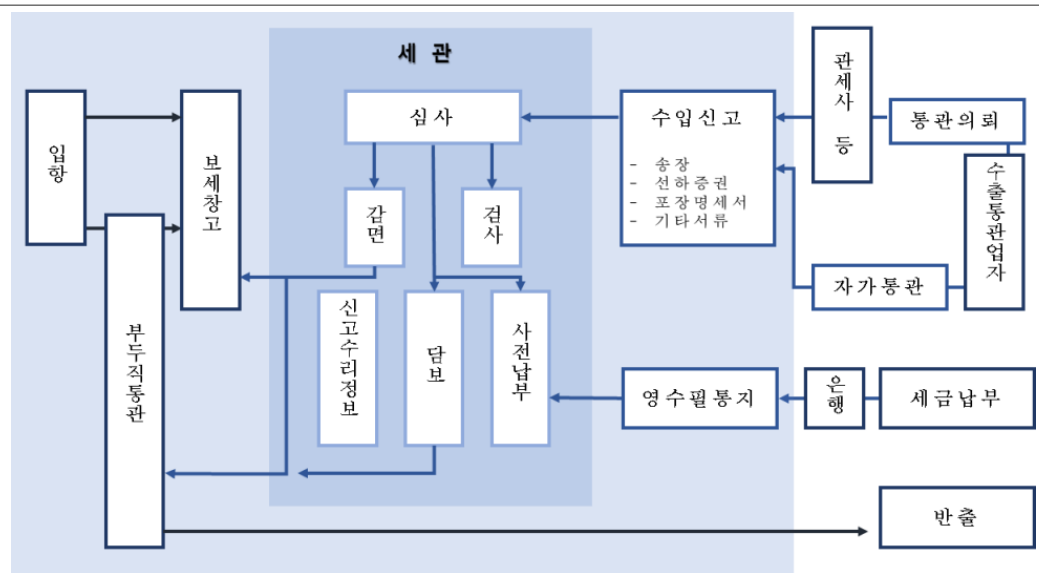 세 관
입항
보세창고
부두직통관
심사
감면
검사
신고수리정보
담보
사전납부
수입신고
- 송장
- 선하증권
- 포장명세서
- 기타서류
관세사 등
통관의뢰
수출통관업자
자가통관
영수필통지
은행
세금납부
반출